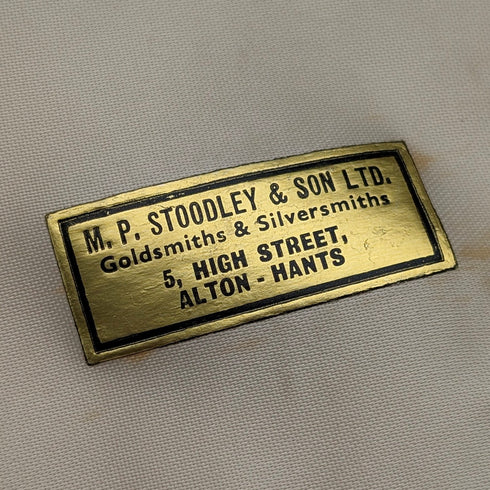 M. P. STOODLEY & SON LTD.
Goldsmiths & Silversmiths
5, HIGH STREET,
ALTON - HANTS